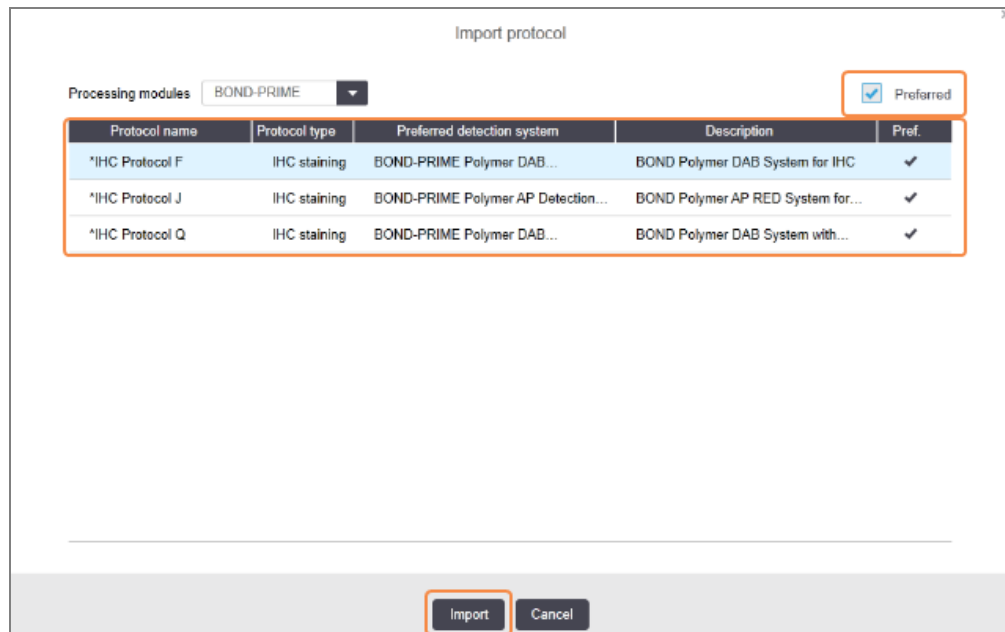 Import protocol
Processing modules BOND-PRIME Preferred
Protocol name Protocol type Preferred detection system Description Pref.
*IHC Protocol F IHC staining BOND-PRIME Polymer DAB... BOND Polymer DAB System for IHC
*IHC Protocol J IHC staining BOND-PRIME Polymer AP Detection... BOND Polymer AP RED System for...
*IHC Protocol Q IHC staining BOND-PRIME Polymer DAB... BOND Polymer DAB System with...
Import Cancel